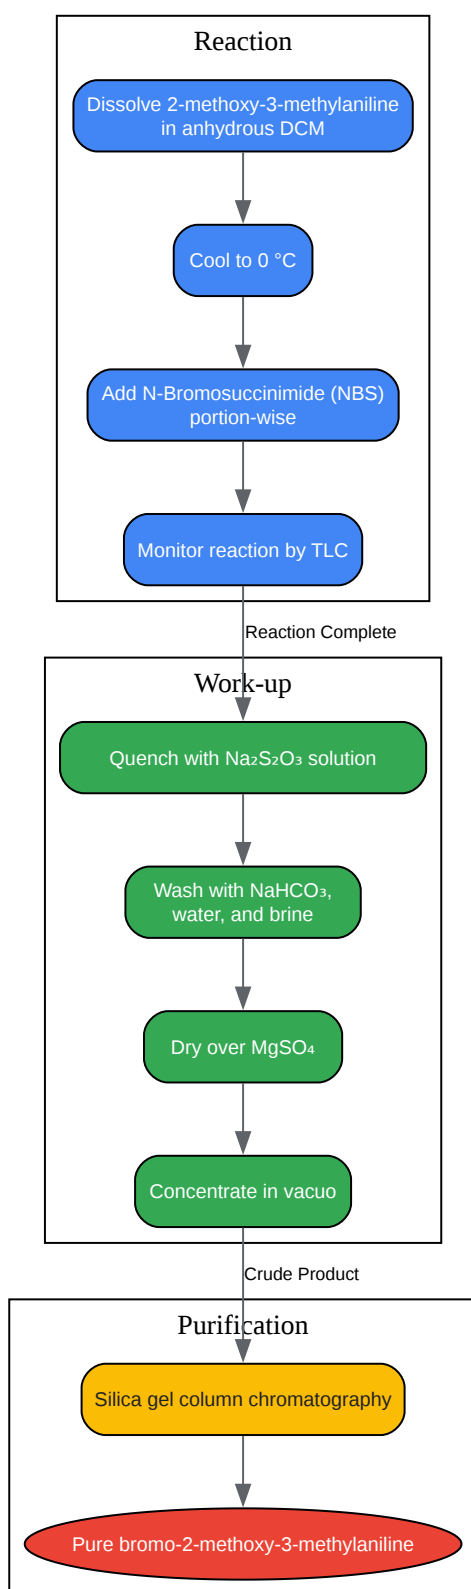 Reaction
Dissolve 2-methoxy-3-methylaniline
in anhydrous DCM
Cool to 0 °C
Add N-Bromosuccinimide (NBS)
portion-wise
Monitor reaction by TLC
Reaction Complete
Work-up
Quench with Na₂S₂O₃ solution
Wash with NaHCO₃,
water, and brine
Dry over MgSO₄
Concentrate in vacuo
Crude Product
Purification
Silica gel column chromatography
Pure bromo-2-methoxy-3-methylaniline